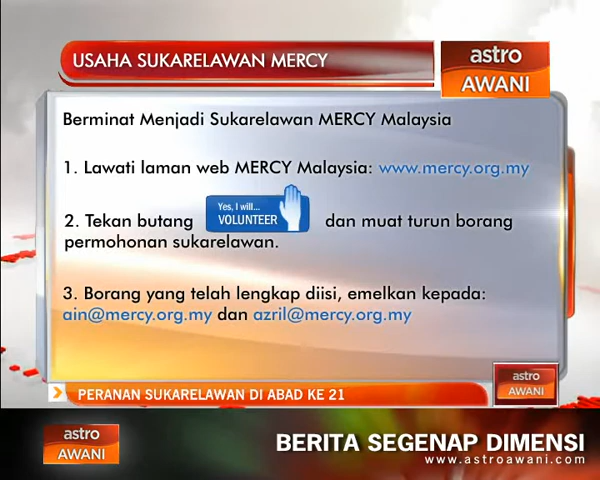 USAHA SUKARELAWAN MERCY
astro
AWANI
Berminat Menjadi Sukarelawan MERCY Malaysia
1. Lawati laman web MERCY Malaysia: www.mercy.org.my
2. Tekan butang Yes, I will... VOLUNTEER dan muat turun borang
permohonan sukarelawan.
3. Borang yang telah lengkap diisi, emelkan kepada:
ain@mercy.org.my dan azril@mercy.org.my
astro
AWANI
PERANAN SUKARELAWAN DI ABAD KE 21
astro
AWANI
BERITA SEGENAP DIMENSI
www.astroawani.com